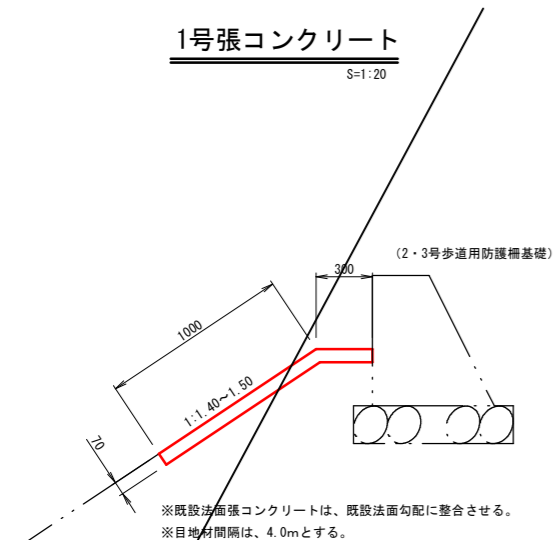 1号張コンクリート
S=1:20
(2・3号歩道用防護柵基礎)
300
1000
1:1.40~1.50
70
※既設法面張コンクリートは、既設法面勾配に整合させる。
※目地材間隔は、4.0mとする。